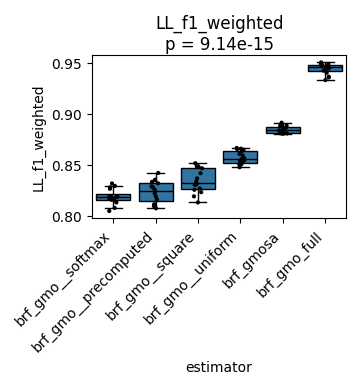 LL_f1_weighted
p = 9.14e-15
LL_f1_weighted
0.95
0.90
0.85
0.80
brf_gmo__softmax
brf_gmo__precomputed
brf_gmo__square
brf_gmo__uniform
brf_gmosa
brf_gmo_full
estimator